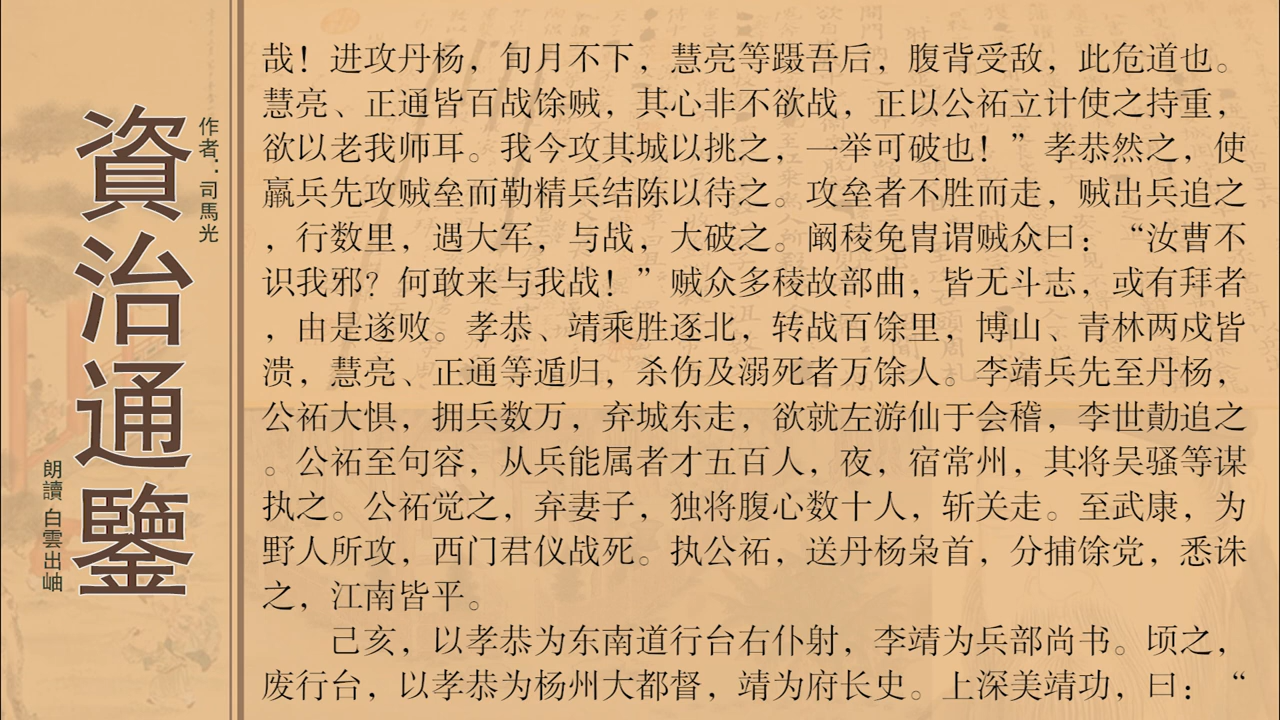 資治通鑒
作者：司馬光
朗讀 白雲出岫
哉！进攻丹杨，旬月不下，慧亮等蹑吾后，腹背受敌，此危道也。
慧亮、正通皆百战馀贼，其心非不欲战，正以公祏立计使之持重，
欲以老我师耳。我今攻其城以挑之，一举可破也！”孝恭然之，使
羸兵先攻贼垒而勒精兵结陈以待之。攻垒者不胜而走，贼出兵追之
，行数里，遇大军，与战，大破之。阚稜免胄谓贼众曰：“汝曹不
识我邪？何敢来与我战！”贼众多稜故部曲，皆无斗志，或有拜者
，由是遂败。孝恭、靖乘胜逐北，转战百馀里，博山、青林两戍皆
溃，慧亮、正通等遁归，杀伤及溺死者万馀人。李靖兵先至丹杨，
公祏大惧，拥兵数万，弃城东走，欲就左游仙于会稽，李世勣追之
。公祏至句容，从兵能属者才五百人，夜，宿常州，其将吴骚等谋
执之。公祏觉之，弃妻子，独将腹心数十人，斩关走。至武康，为
野人所攻，西门君仪战死。执公祏，送丹杨枭首，分捕馀党，悉诛
之，江南皆平。
己亥，以孝恭为东南道行台右仆射，李靖为兵部尚书。顷之，
废行台，以孝恭为杨州大都督，靖为府长史。上深美靖功，曰：“